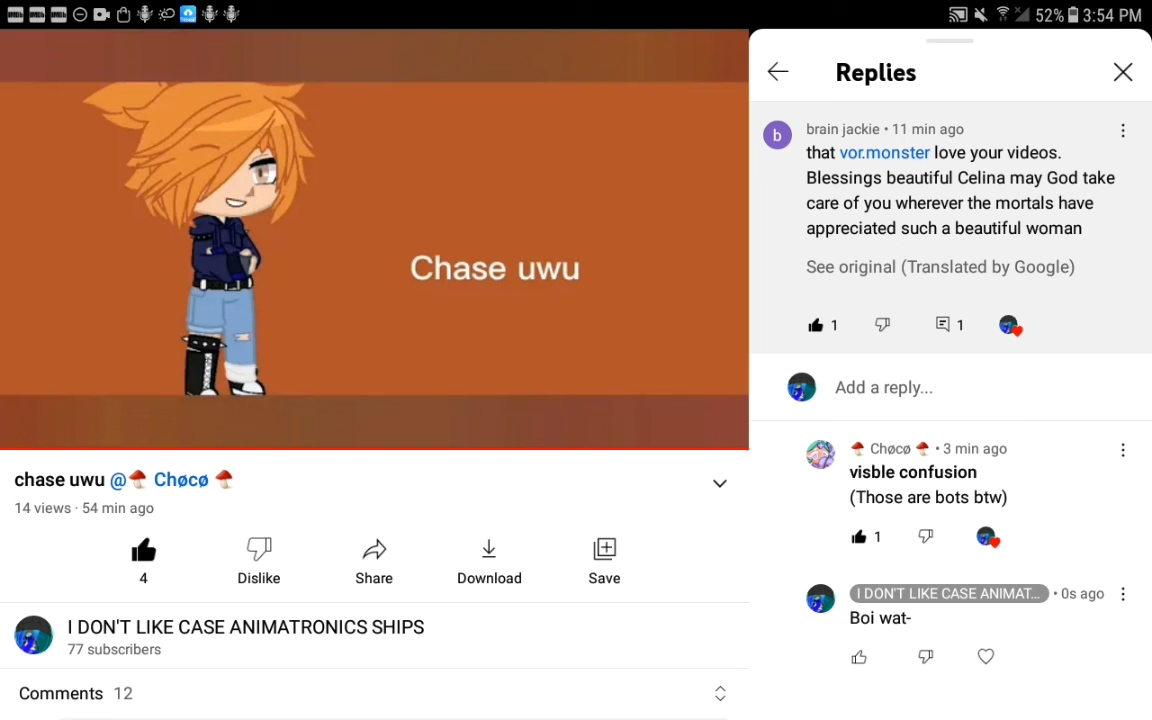 52% 3:54 PM
Chase uwu
chase uwu @🍄 Chøcø 🍄
14 views · 54 min ago
4 Dislike Share Download Save
I DON'T LIKE CASE ANIMATRONICS SHIPS
77 subscribers
Comments 12
Replies
b
brain jackie • 11 min ago
that vor.monster love your videos.
Blessings beautiful Celina may God take
care of you wherever the mortals have
appreciated such a beautiful woman
See original (Translated by Google)
1 1
Add a reply...
🍄 Chøcø 🍄 • 3 min ago
visble confusion
(Those are bots btw)
1
I DON'T LIKE CASE ANIMAT... • 0s ago
Boi wat-